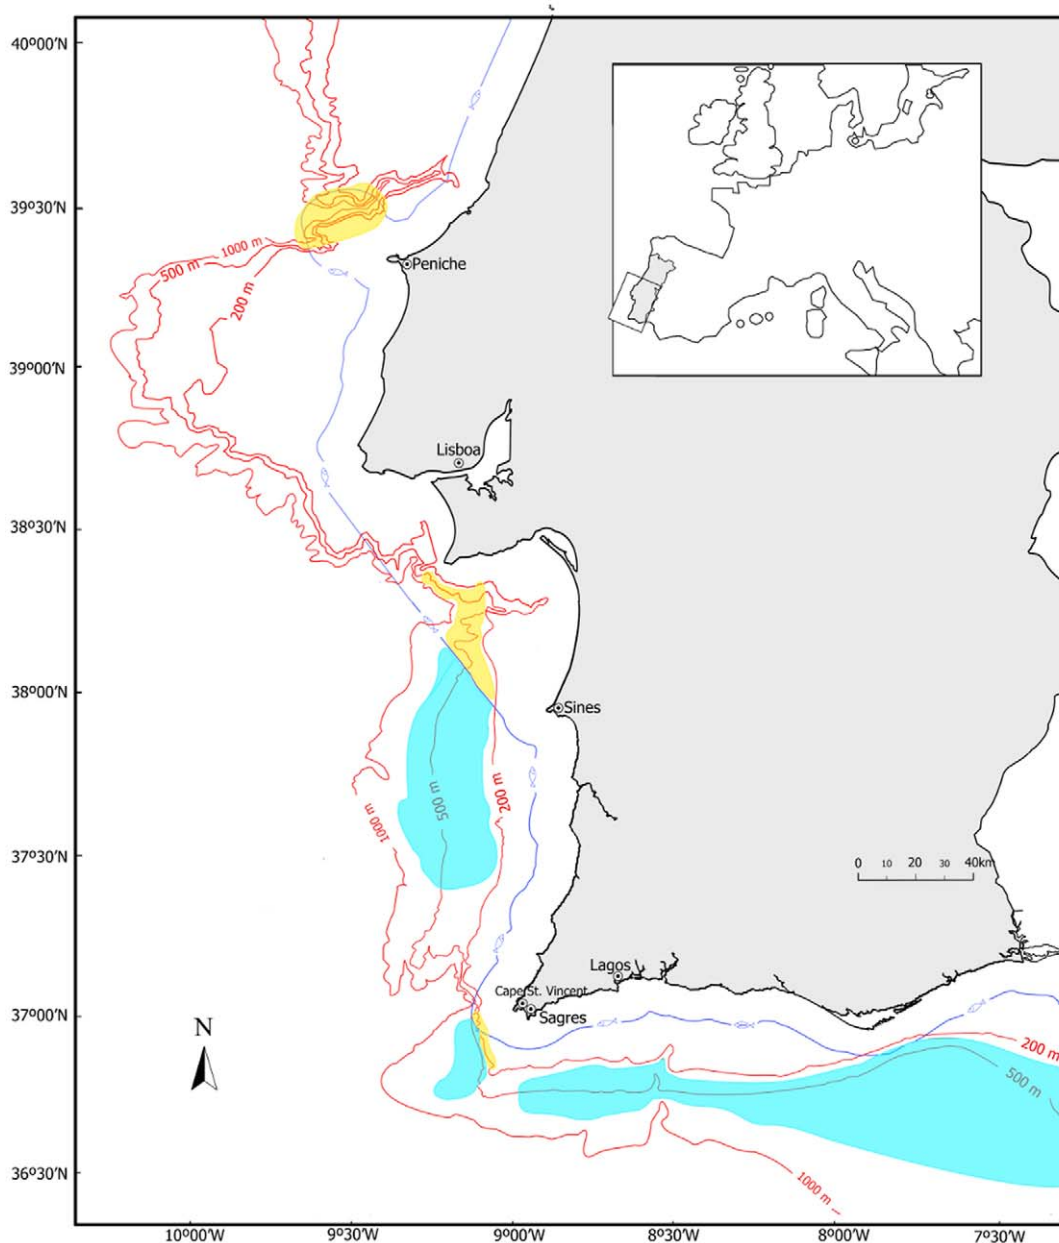 40º00'N
39º30'N
1000 m
500 m
200 m
Peniche
39º00'N
Lisboa
38º30'N
38º00'N
Sines
500 m
200 m
1000 m
37º30'N
0 10 20 30 40km
Lagos
Cape St. Vincent
37º00'N
Sagres
N
200 m
500 m
36º30'N
1000 m
10º00'W 9º30'W 9º00'W 8º30'W 8º00'W 7º30'W